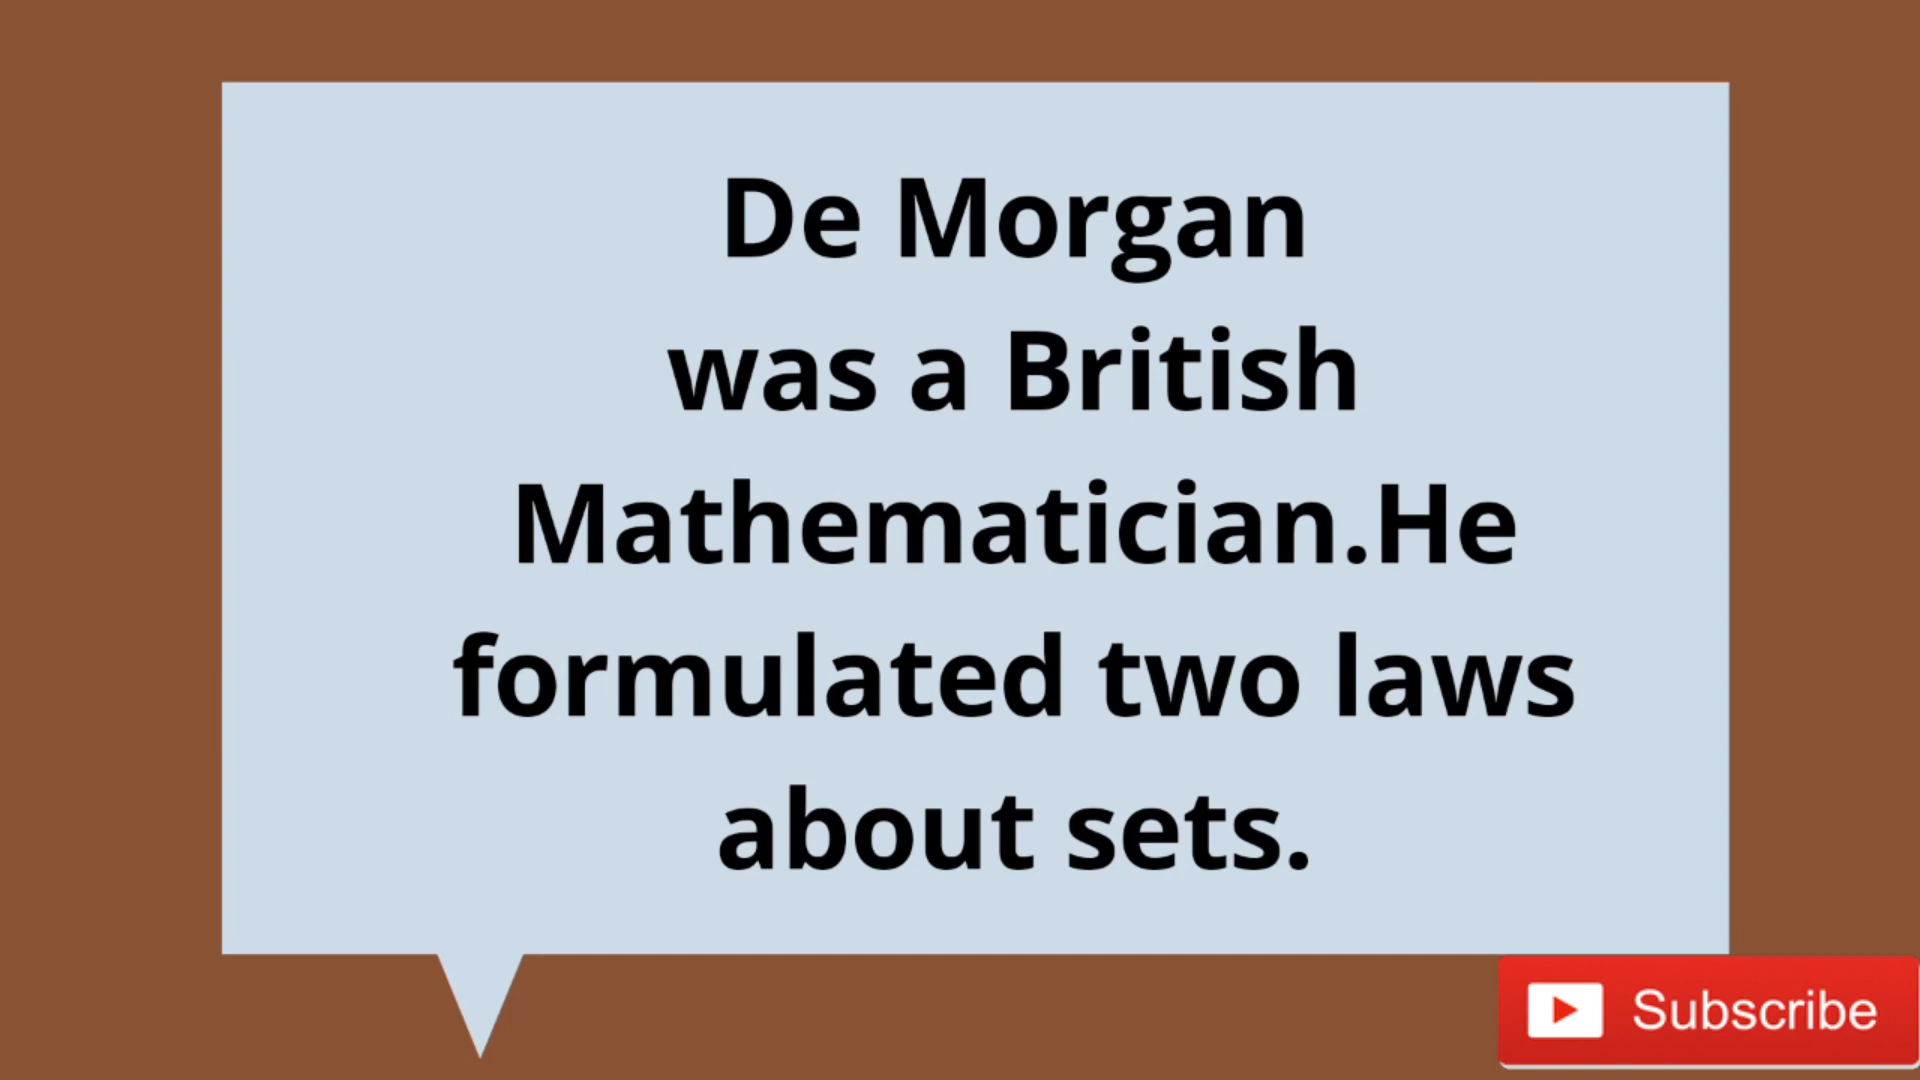 De Morgan
was a British
Mathematician.He
formulated two laws
about sets.
Subscribe